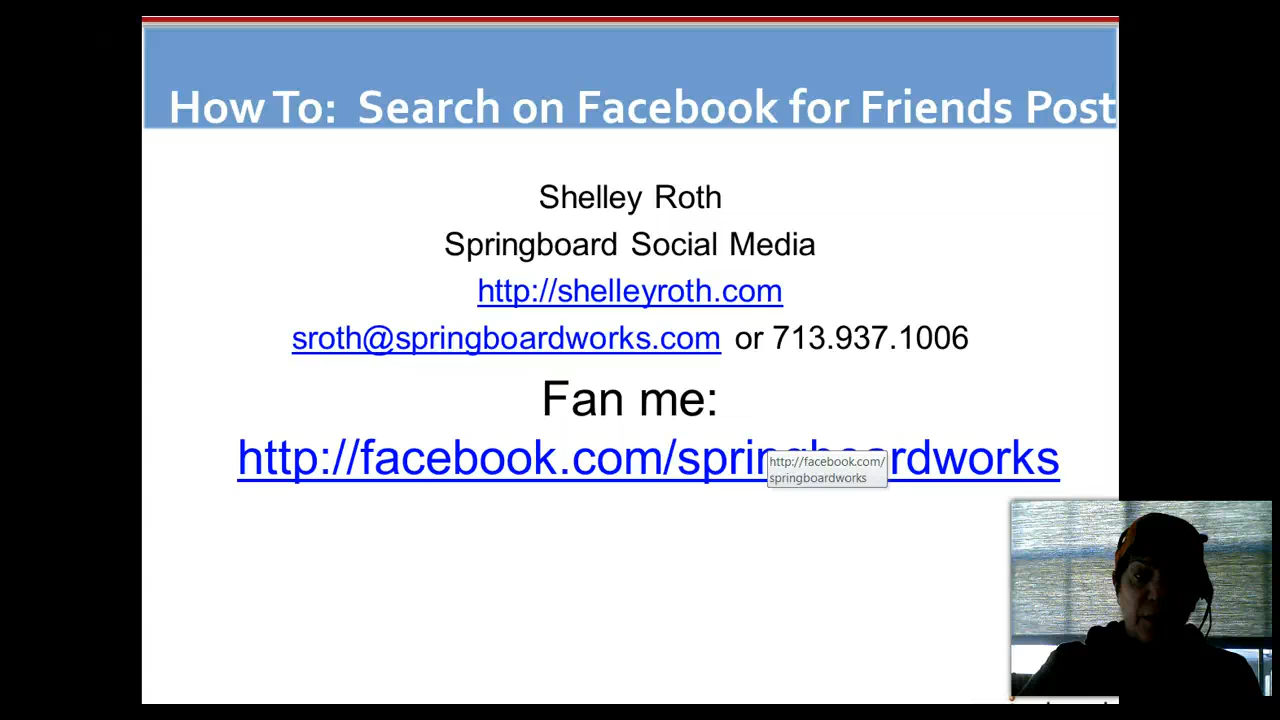 How To: Search on Facebook for Friends Post
Shelley Roth
Springboard Social Media
http://shelleyroth.com
sroth@springboardworks.com or 713.937.1006
Fan me:
http://facebook.com/springboardworks
http://facebook.com/
springboardworks